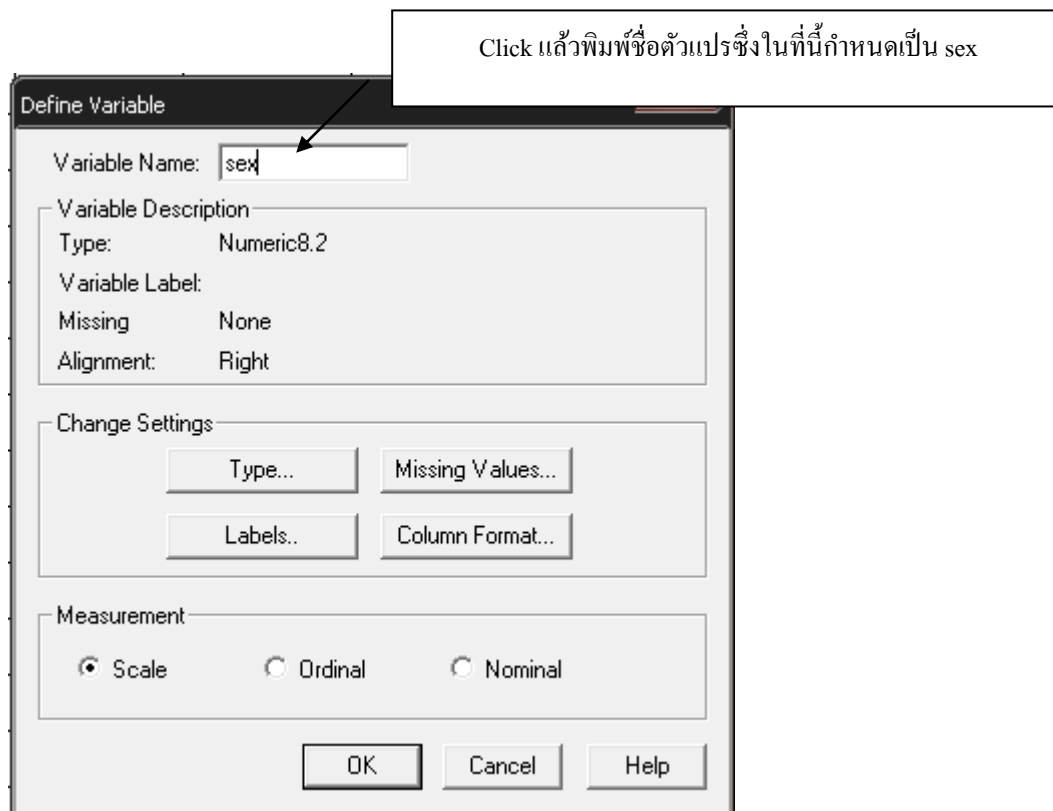 Click แล้วพิมพ์ชื่อตัวแปรซึ่งในที่นี้กำหนดเป็น sex
Define Variable
Variable Name: sex
Variable Description
Type: Numeric8.2
Variable Label:
Missing None
Alignment: Right
Change Settings
Type... Missing Values...
Labels.. Column Format...
Measurement
Scale Ordinal Nominal
OK Cancel Help